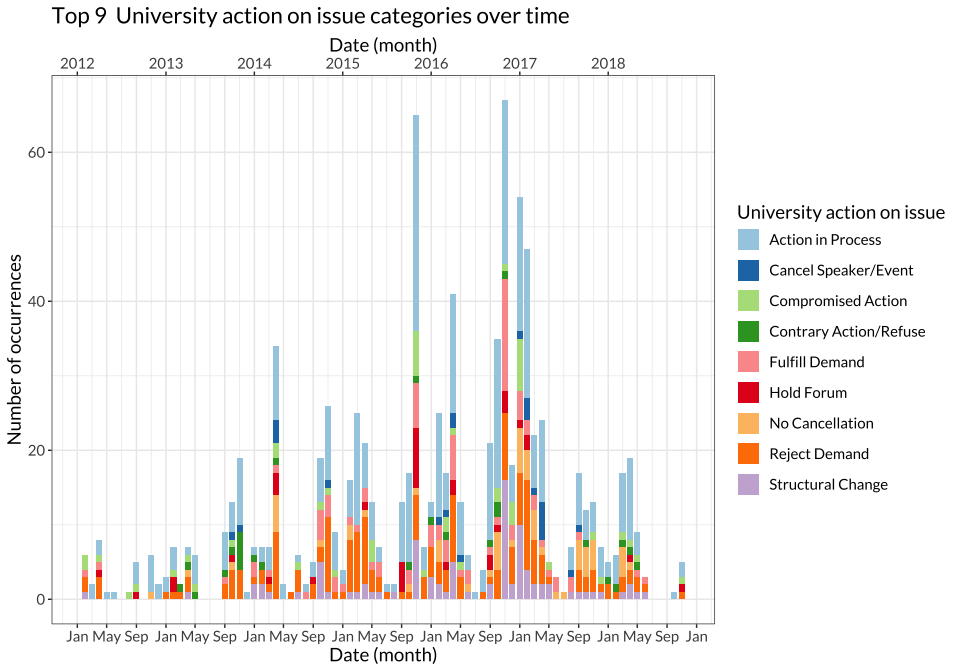 Top 9  University action on issue categories over time
Date (month)
2012 2013 2014 2015 2016 2017 2018
60
40
20
0
Number of occurrences
Jan May Sep Jan May Sep Jan May Sep Jan May Sep Jan May Sep Jan May Sep Jan May Sep Jan
Date (month)
University action on issue
Action in Process
Cancel Speaker/Event
Compromised Action
Contrary Action/Refuse
Fulfill Demand
Hold Forum
No Cancellation
Reject Demand
Structural Change